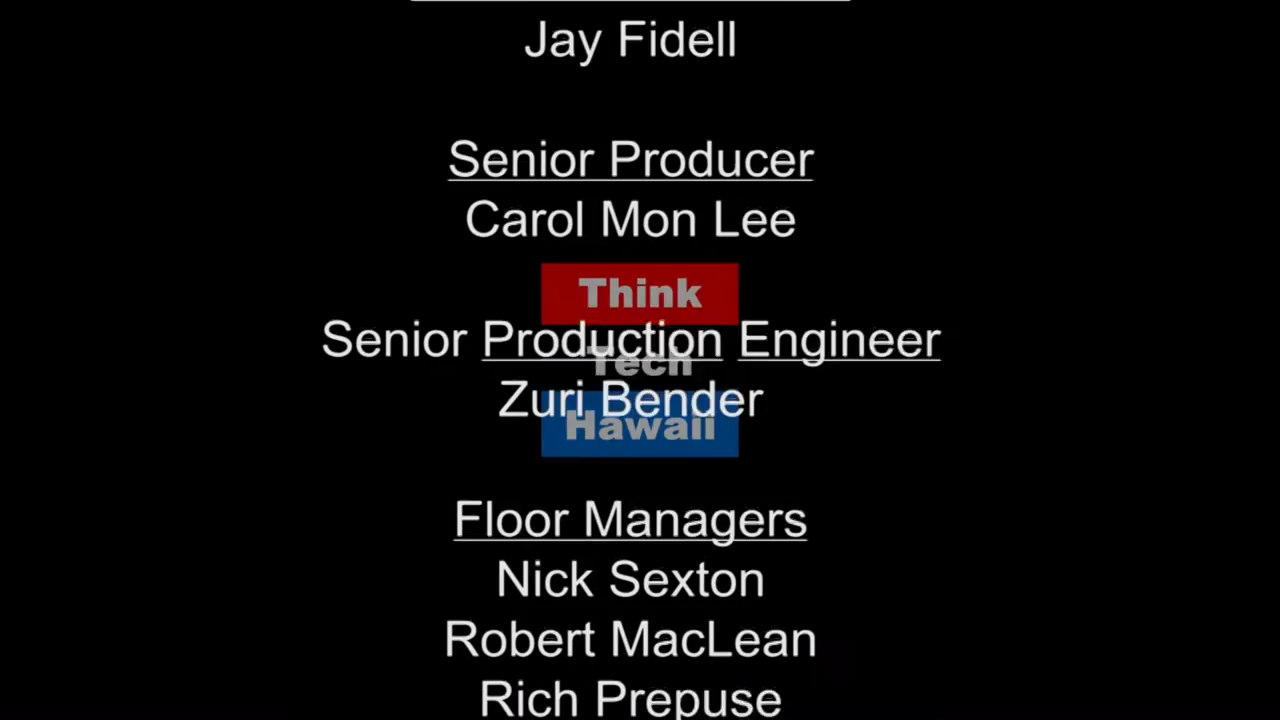 Jay Fidell
Senior Producer
Carol Mon Lee
Think
Senior Production Engineer
Tech
Zuri Bender
Hawaii
Floor Managers
Nick Sexton
Robert MacLean
Rich Prepuse